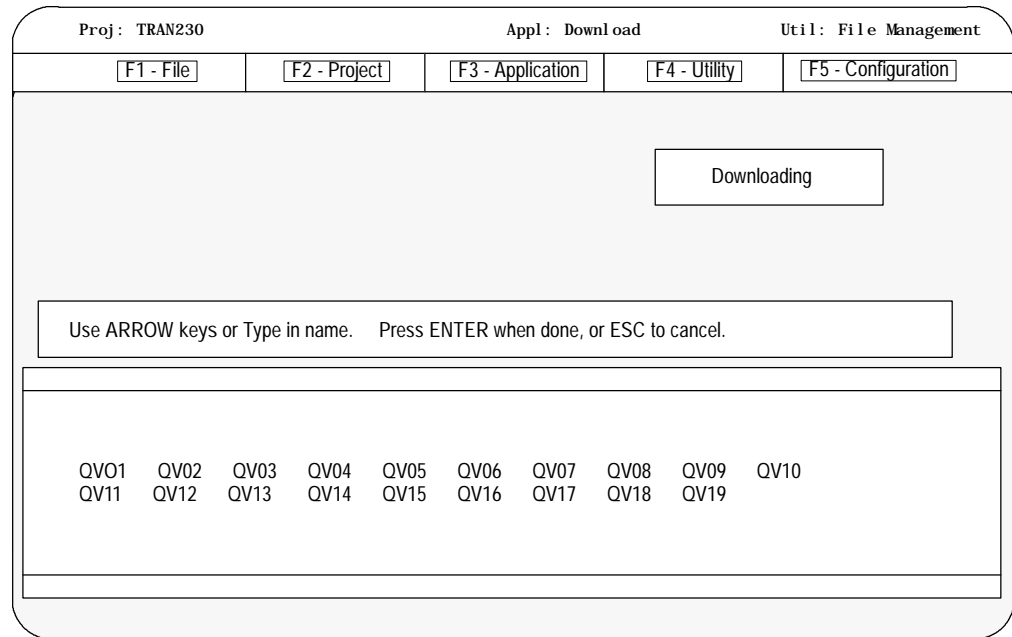 Proj: TRAN230 Appl: Download Util: File Management
F1 - File F2 - Project F3 - Application F4 - Utility F5 - Configuration
Downloading
Use ARROW keys or Type in name. Press ENTER when done, or ESC to cancel.
QVO1 QV02 QV03 QV04 QV05 QV06 QV07 QV08 QV09 QV10
QV11 QV12 QV13 QV14 QV15 QV16 QV17 QV18 QV19